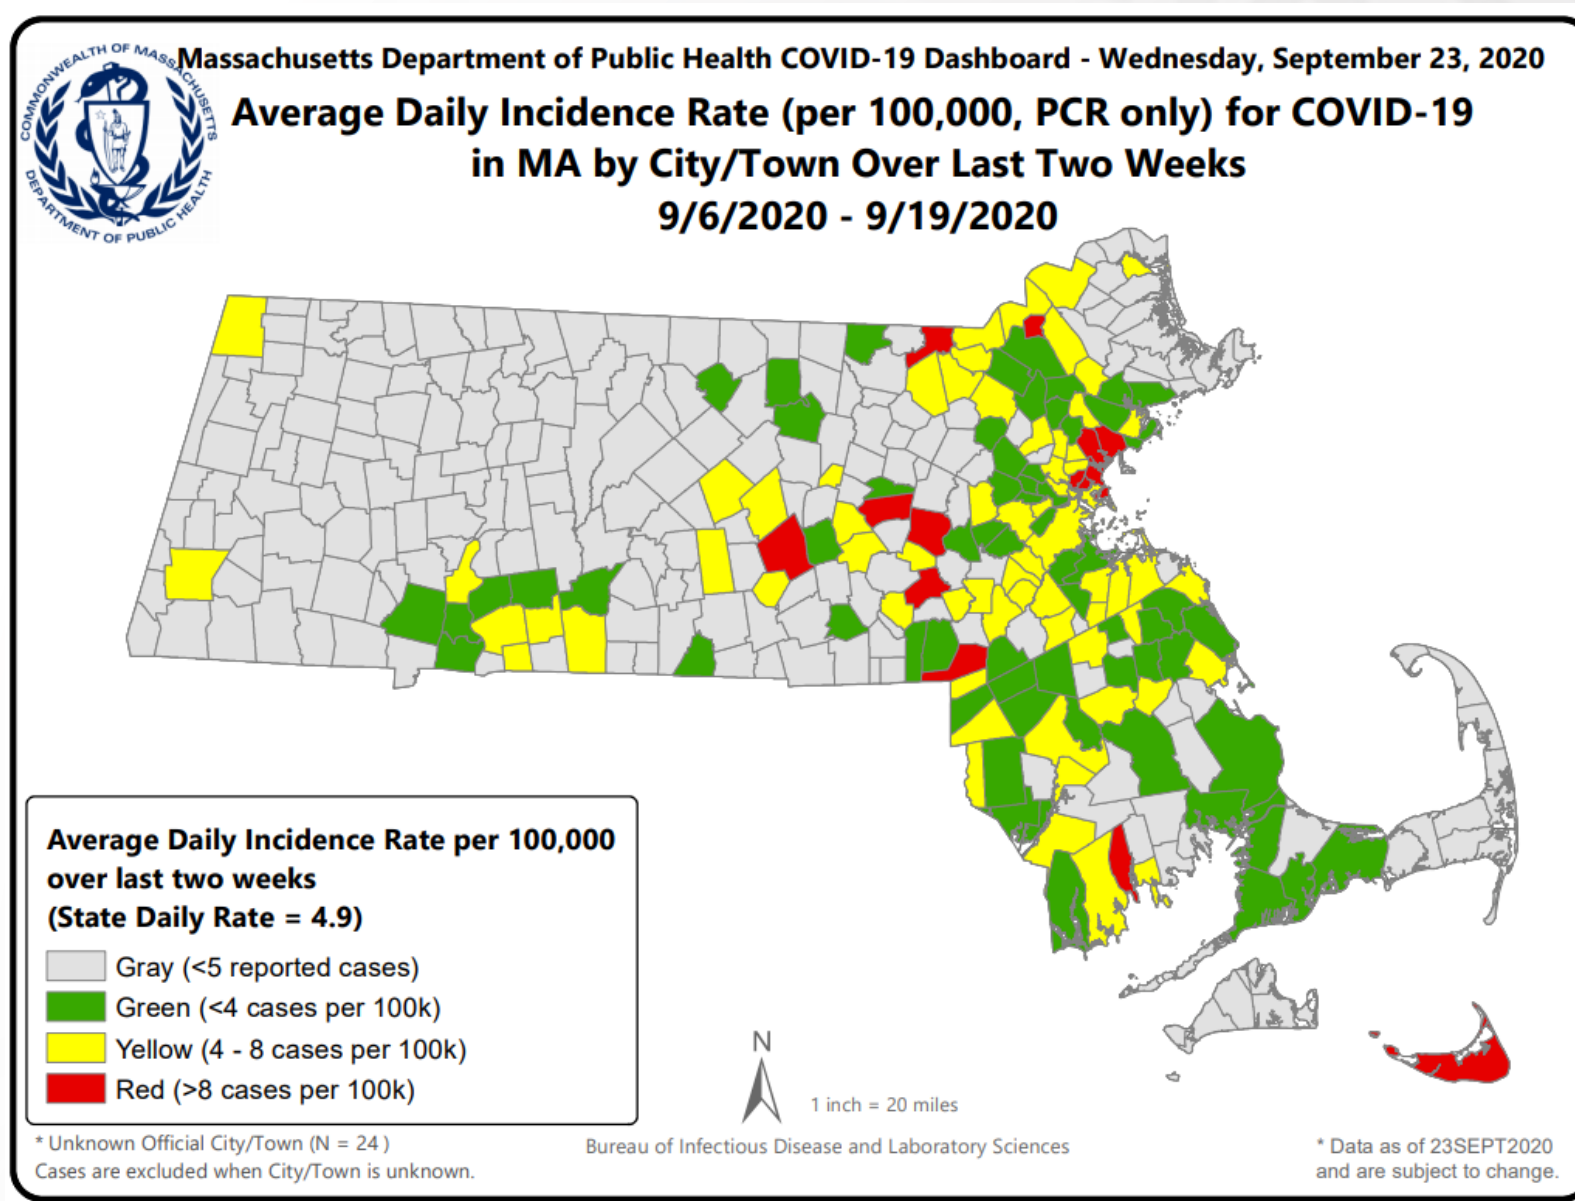 COMMONWEALTH OF MASSACHUSETTS
DEPARTMENT OF PUBLIC HEALTH
Massachusetts Department of Public Health COVID-19 Dashboard - Wednesday, September 23, 2020
Average Daily Incidence Rate (per 100,000, PCR only) for COVID-19
in MA by City/Town Over Last Two Weeks
9/6/2020 - 9/19/2020
Average Daily Incidence Rate per 100,000
over last two weeks
(State Daily Rate = 4.9)
Gray (<5 reported cases)
Green (<4 cases per 100k)
Yellow (4 - 8 cases per 100k)
Red (>8 cases per 100k)
N
1 inch = 20 miles
* Unknown Official City/Town (N = 24 )
Cases are excluded when City/Town is unknown.
Bureau of Infectious Disease and Laboratory Sciences
* Data as of 23SEPT2020
and are subject to change.